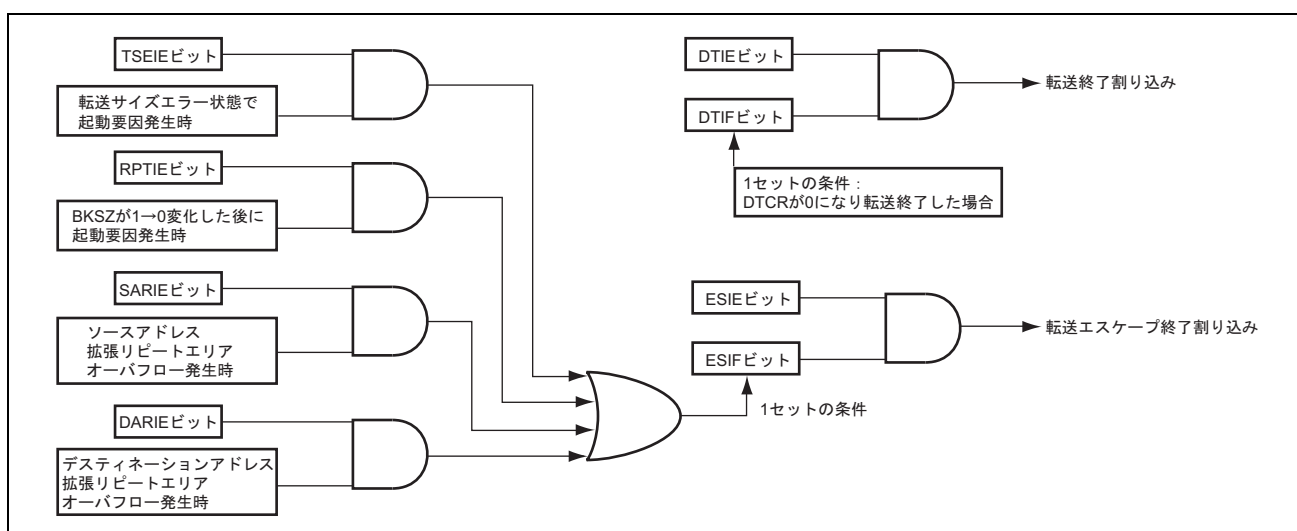 TSEIEビット
転送サイズエラー状態で
起動要因発生時
RPTIEビット
BKSZが1→0変化した後に
起動要因発生時
SARIEビット
ソースアドレス
拡張リピートエリア
オーバフロー発生時
DARIEビット
デスティネーションアドレス
拡張リピートエリア
オーバフロー発生時
DTIEビット
DTIFビット
転送終了割り込み
1セットの条件：
DTCRが0になり転送終了した場合
ESIEビット
ESIFビット
転送エスケープ終了割り込み
1セットの条件